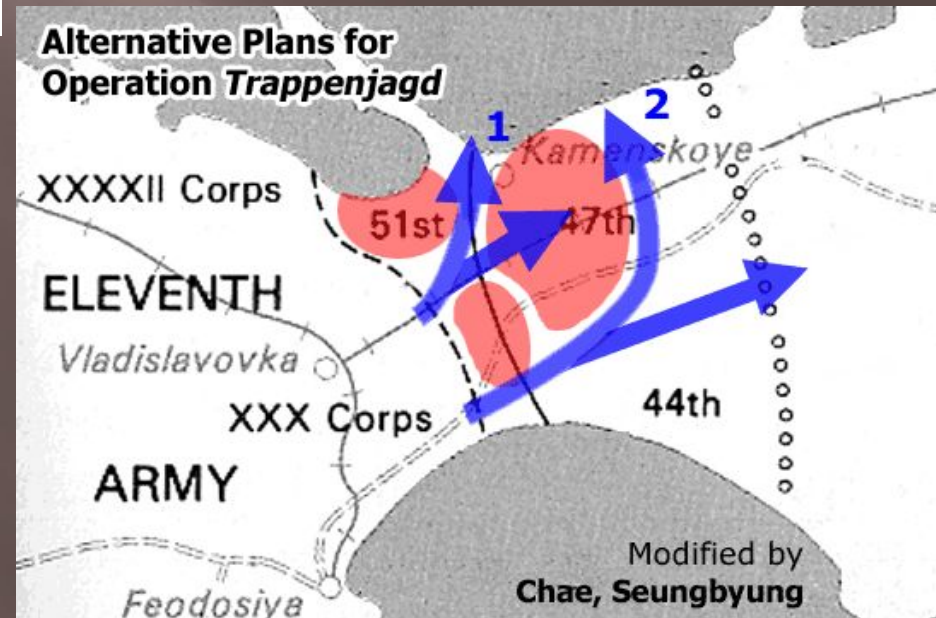 Alternative Plans for
Operation Trappenjagd
1
2
Kamenskoye
XXXXII Corps
51st
47th
ELEVENTH
Vladislavovka
XXX Corps
44th
ARMY
Modified by
Chae, Seungbyung
Feodosiya